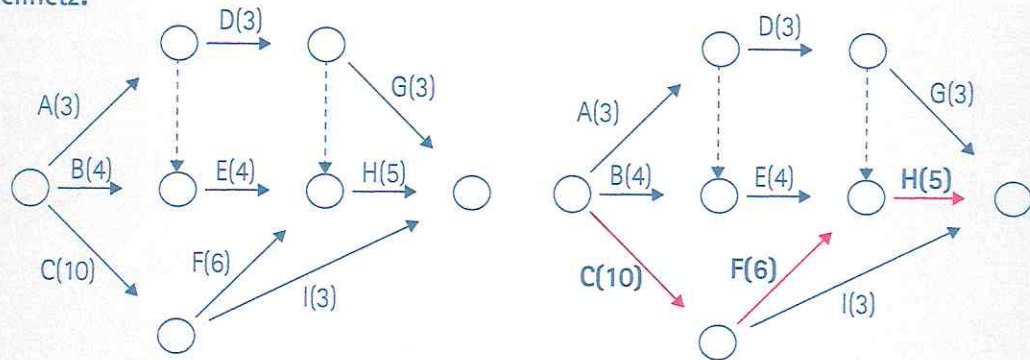 D(3) D(3)
A(3) G(3) A(3) G(3)
B(4) E(4) H(5) B(4) E(4) H(5)
C(10) F(6) I(3) C(10) F(6) I(3)